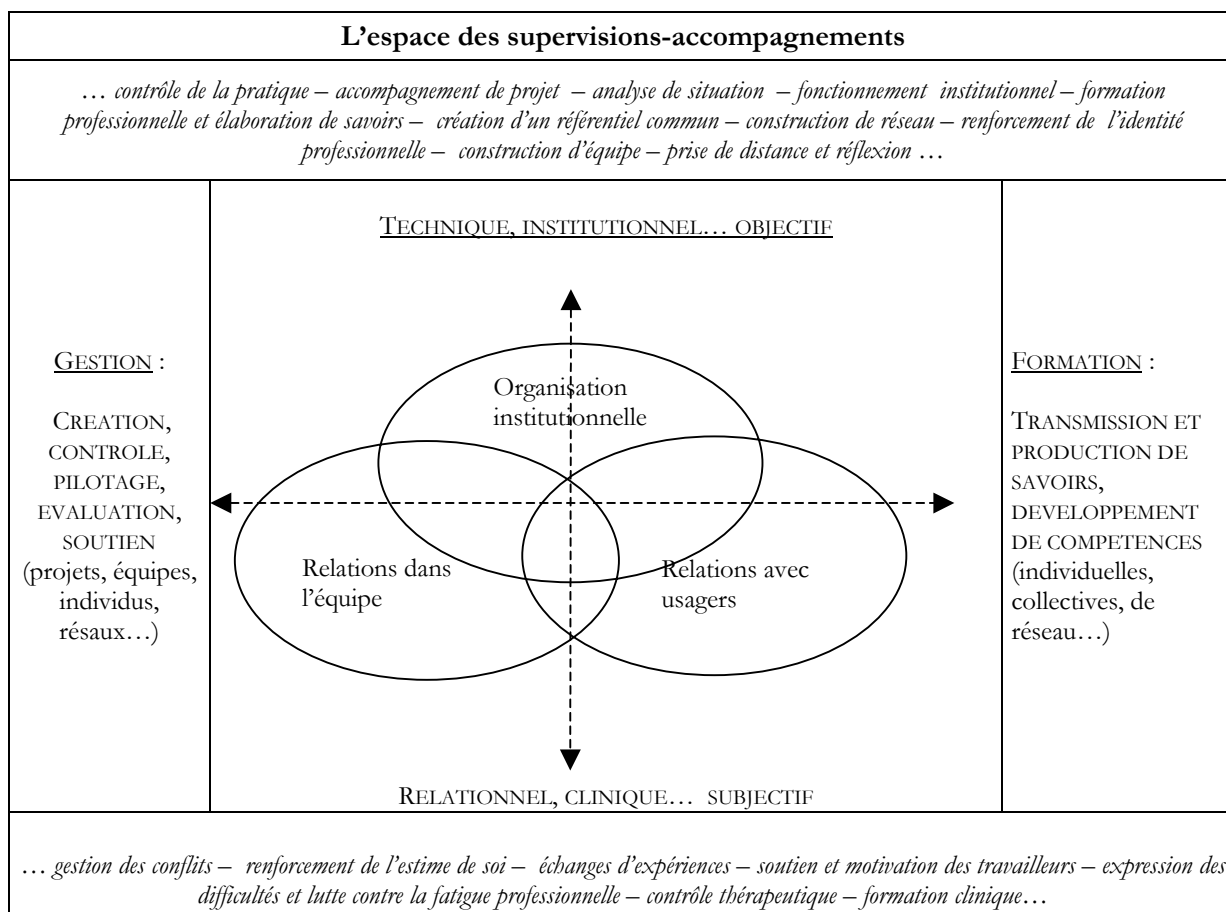 L’espace des supervisions-accompagnements
… contrôle de la pratique – accompagnement de projet – analyse de situation – fonctionnement institutionnel – formation
professionnelle et élaboration de savoirs – création d’un référentiel commun – construction de réseau – renforcement de l’identité
professionnelle – construction d’équipe – prise de distance et réflexion …
TECHNIQUE, INSTITUTIONNEL… OBJECTIF
GESTION :
CREATION,
CONTROLE,
PILOTAGE,
EVALUATION,
SOUTIEN
(projets, équipes,
individus,
résaux…)
Organisation
institutionnelle
Relations dans
l’équipe
Relations avec
usagers
FORMATION :
TRANSMISSION ET
PRODUCTION DE
SAVOIRS,
DEVELOPPEMENT
DE COMPETENCES
(individuelles,
collectives, de
réseau…)
RELATIONNEL, CLINIQUE… SUBJECTIF
… gestion des conflits – renforcement de l’estime de soi – échanges d’expériences – soutien et motivation des travailleurs – expression des
difficultés et lutte contre la fatigue professionnelle – contrôle thérapeutique – formation clinique…